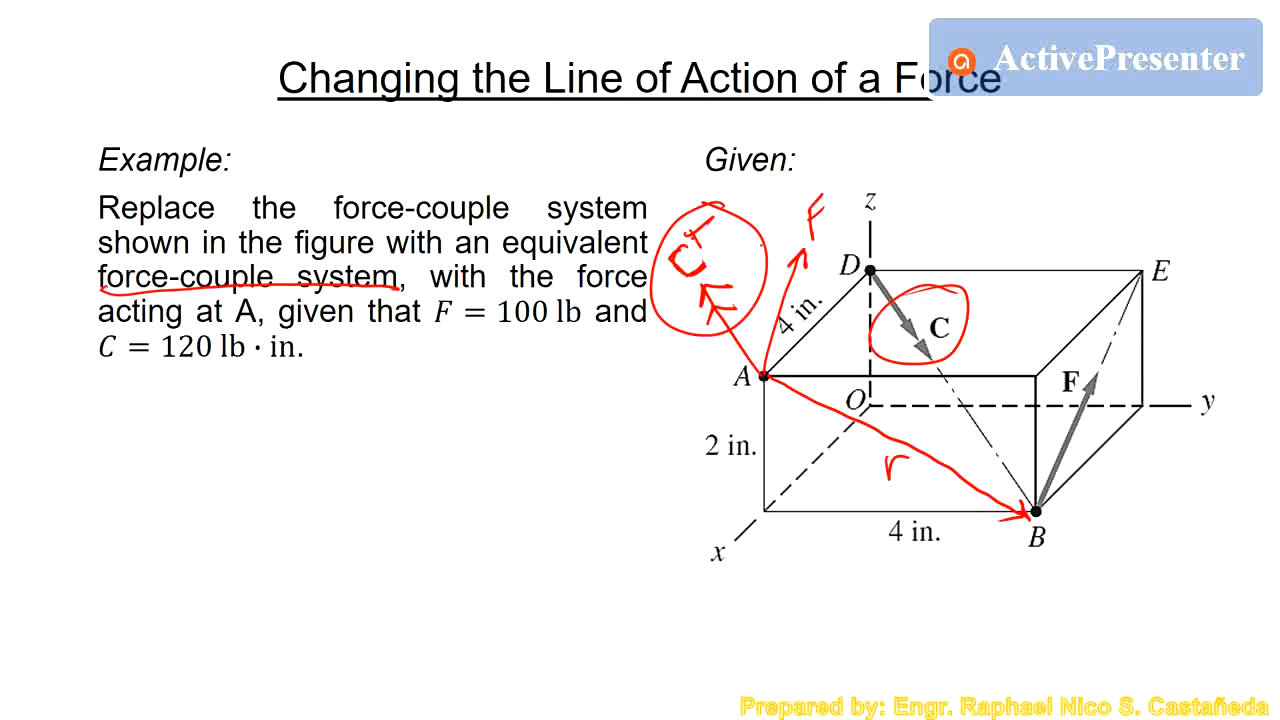 Changing the Line of Action of a Force
ActivePresenter
Example:
Replace the force-couple system
shown in the figure with an equivalent
force-couple system, with the force
acting at A, given that F = 100 lb and
C = 120 lb · in.
Given:
z
F
D
E
4 in.
C
A
O
F
y
2 in.
r
4 in.
B
x
Prepared by: Engr. Raphael Nico S. Castañeda